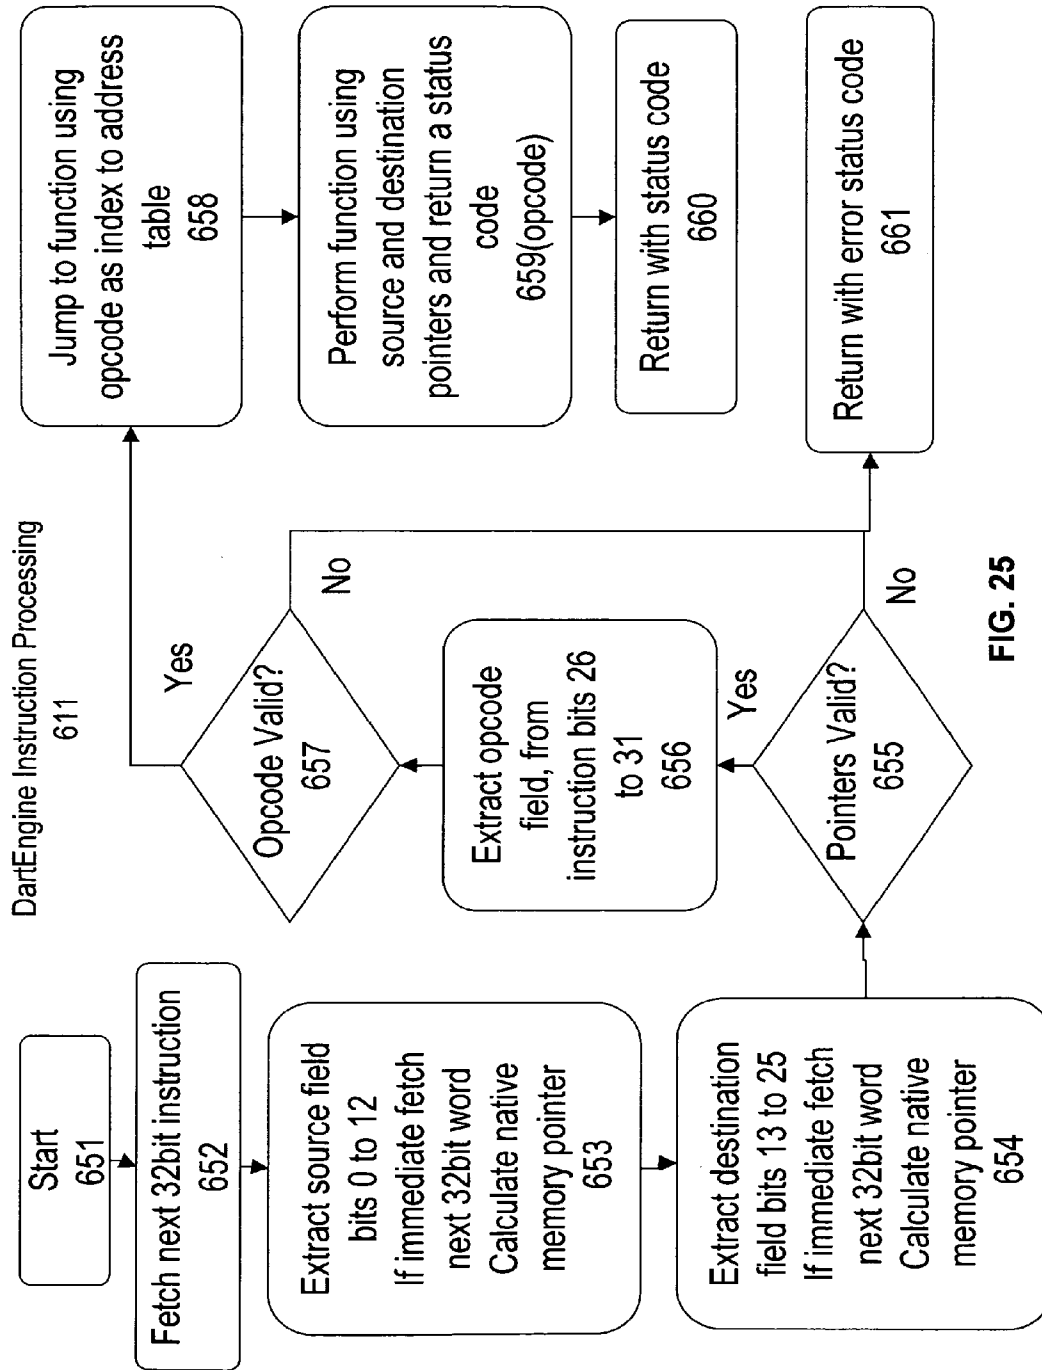 DartEngine Instruction Processing
611
Start
651
Fetch next 32bit instruction
652
Extract source field
bits 0 to 12
If immediate fetch
next 32bit word
Calculate native
memory pointer
653
Extract destination
field bits 13 to 25
If immediate fetch
next 32bit word
Calculate native
memory pointer
654
Pointers Valid?
655
Yes
No
Extract opcode
field, from
instruction bits 26
to 31
656
Opcode Valid?
657
Yes
No
Jump to function using
opcode as index to address
table
658
Perform function using
source and destination
pointers and return a status
code
659(opcode)
Return with status code
660
Return with error status code
661
FIG. 25